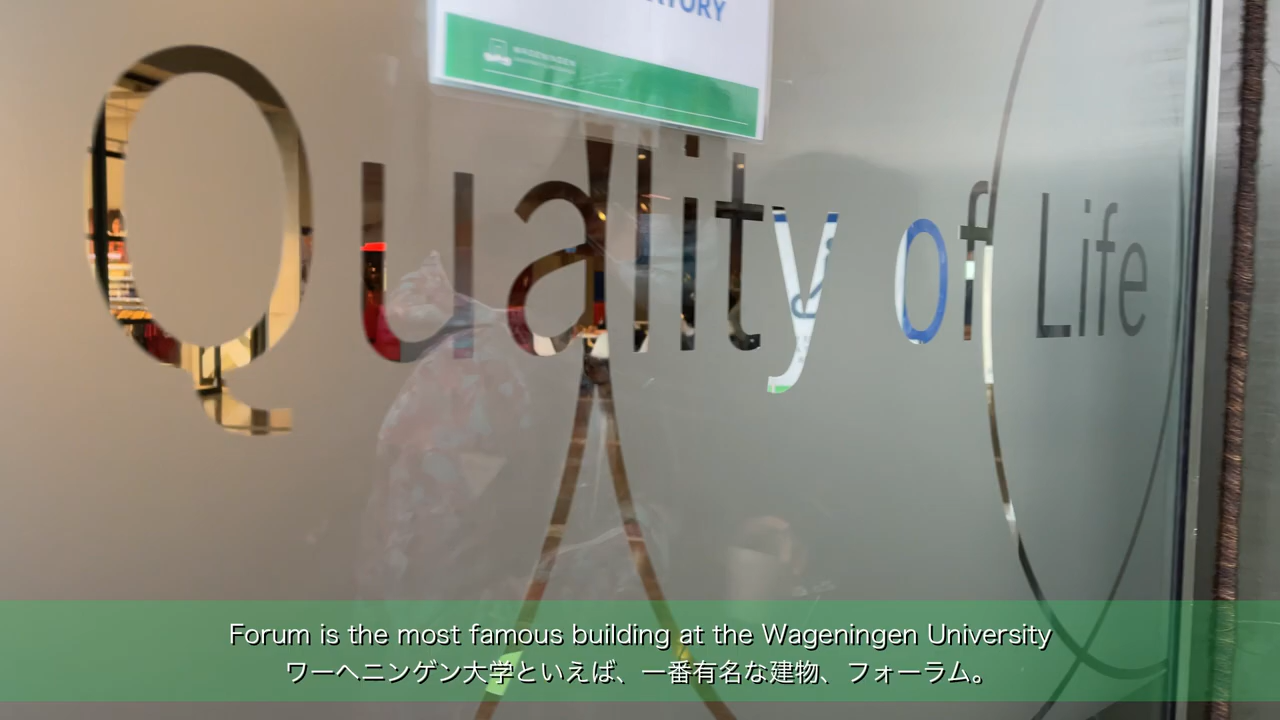 WAGENINGEN
Quality of Life
Forum is the most famous building at the Wageningen University
ワーヘニンゲン大学といえば、一番有名な建物、フォーラム。